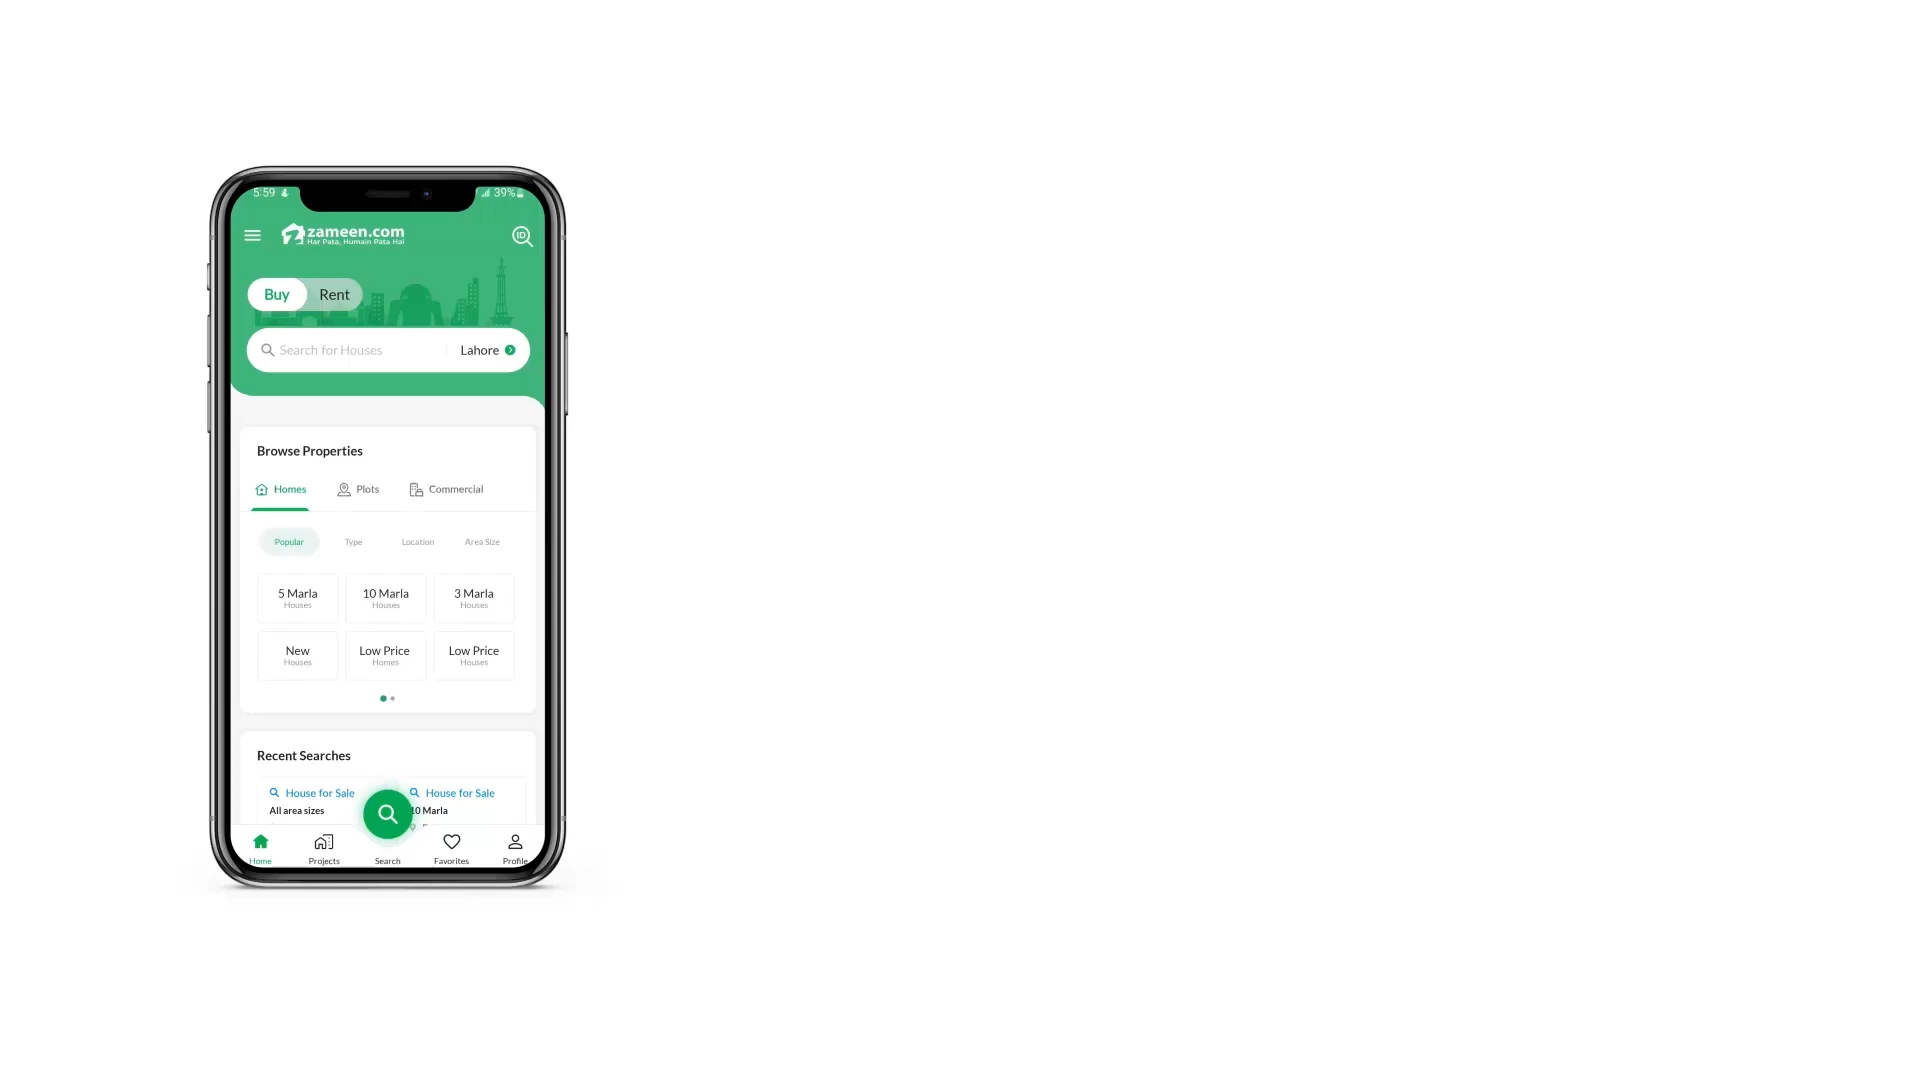 5:59
39%
zameen.com
Har Pata, Humain Pata Hai
ID
Buy Rent
Search for Houses Lahore
Browse Properties
Homes Plots Commercial
Popular Type Location Area Size
5 Marla 10 Marla 3 Marla
Houses Houses Houses
New Low Price Low Price
Houses Homes Houses
Recent Searches
House for Sale House for Sale
All area sizes 10 Marla
Home Projects Search Favorites Profile